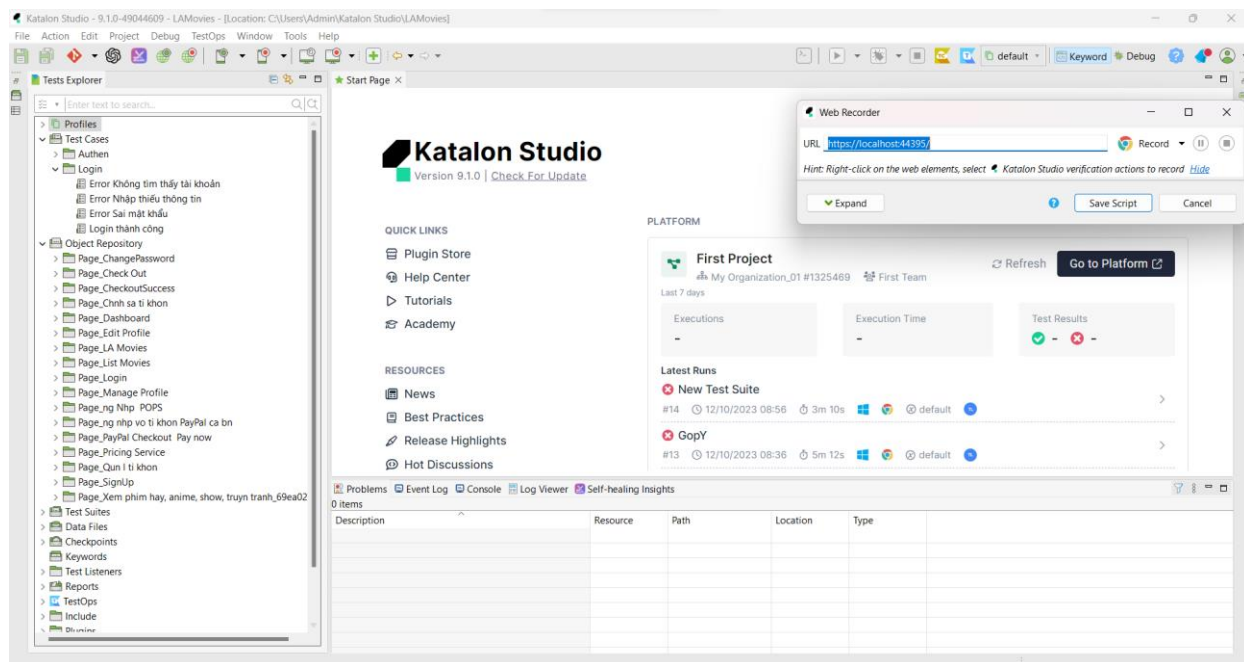 Katalon Studio - 9.1.0-49044609 - LAMovies - [Location: C:\Users\Admin\Katalon Studio\LAMovies]
File Action Edit Project Debug TestOps Window Tools Help
default
Keyword
Debug
Tests Explorer
Enter text to search...
Profiles
Test Cases
Authen
Login
Error Không tìm thấy tài khoản
Error Nhập thiếu thông tin
Error Sai mật khẩu
Login thành công
Object Repository
Page_ChangePassword
Page_Check Out
Page_CheckoutSuccess
Page_Chnh sa ti khon
Page_Dashboard
Page_Edit Profile
Page_LA Movies
Page_List Movies
Page_Login
Page_Manage Profile
Page_ng Nhp POPS
Page_ng nhp vo ti khon PayPal ca bn
Page_PayPal Checkout Pay now
Page_Pricing Service
Page_Qun l ti khon
Page_SignUp
Page_Xem phim hay, anime, show, truyn tranh_69ea02
Test Suites
Data Files
Checkpoints
Keywords
Test Listeners
Reports
TestOps
Include
Plugins
Start Page
Katalon Studio
Version 9.1.0 | Check For Update
QUICK LINKS
Plugin Store
Help Center
Tutorials
Academy
RESOURCES
News
Best Practices
Release Highlights
Hot Discussions
PLATFORM
First Project
My Organization_01 #1325469 First Team
Refresh
Go to Platform
Last 7 days
Executions
-
Execution Time
-
Test Results
- -
Latest Runs
New Test Suite
#14 12/10/2023 08:56 3m 10s default
GopY
#13 12/10/2023 08:36 5m 12s default
Web Recorder
URL https://localhost:44395/ Record
Hint: Right-click on the web elements, select Katalon Studio verification actions to record Hide
Expand
Save Script
Cancel
Problems Event Log Console Log Viewer Self-healing Insights
0 items
Description Resource Path Location Type